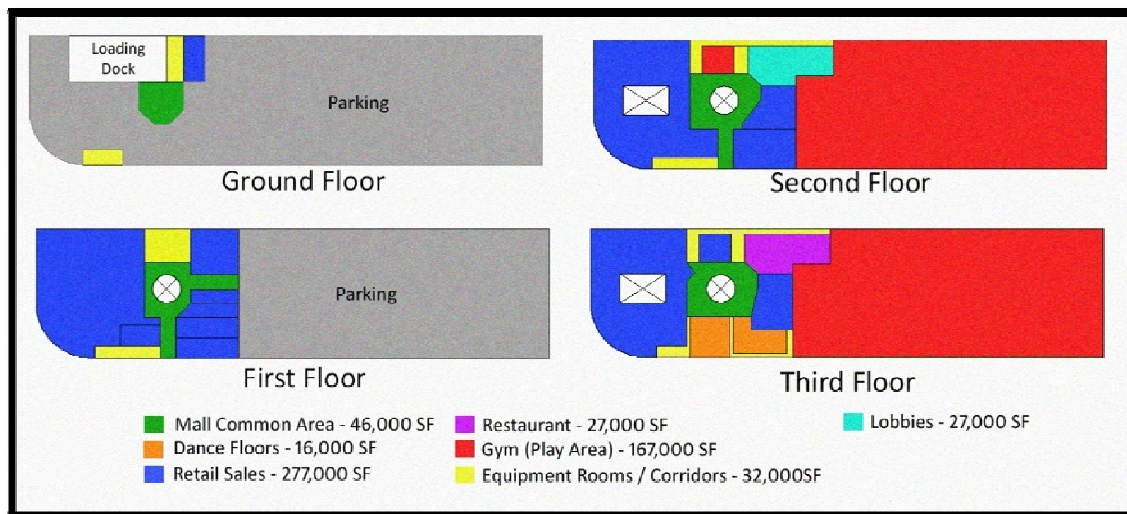 Loading
Dock
Parking
Ground Floor
Second Floor
Parking
First Floor
Third Floor
Mall Common Area - 46,000 SF
Restaurant - 27,000 SF
Lobbies - 27,000 SF
Dance Floors - 16,000 SF
Gym (Play Area) - 167,000 SF
Retail Sales - 277,000 SF
Equipment Rooms / Corridors - 32,000SF